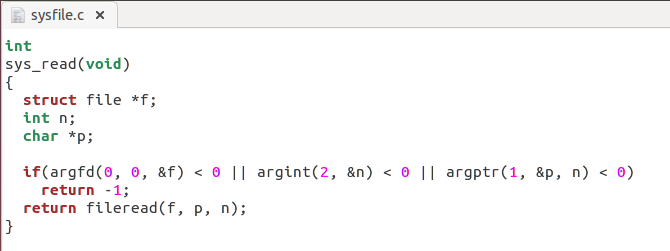 sysfile.c ×
int
sys_read(void)
{
  struct file *f;
  int n;
  char *p;

  if(argfd(0, 0, &f) < 0 || argint(2, &n) < 0 || argptr(1, &p, n) < 0)
    return -1;
  return fileread(f, p, n);
}